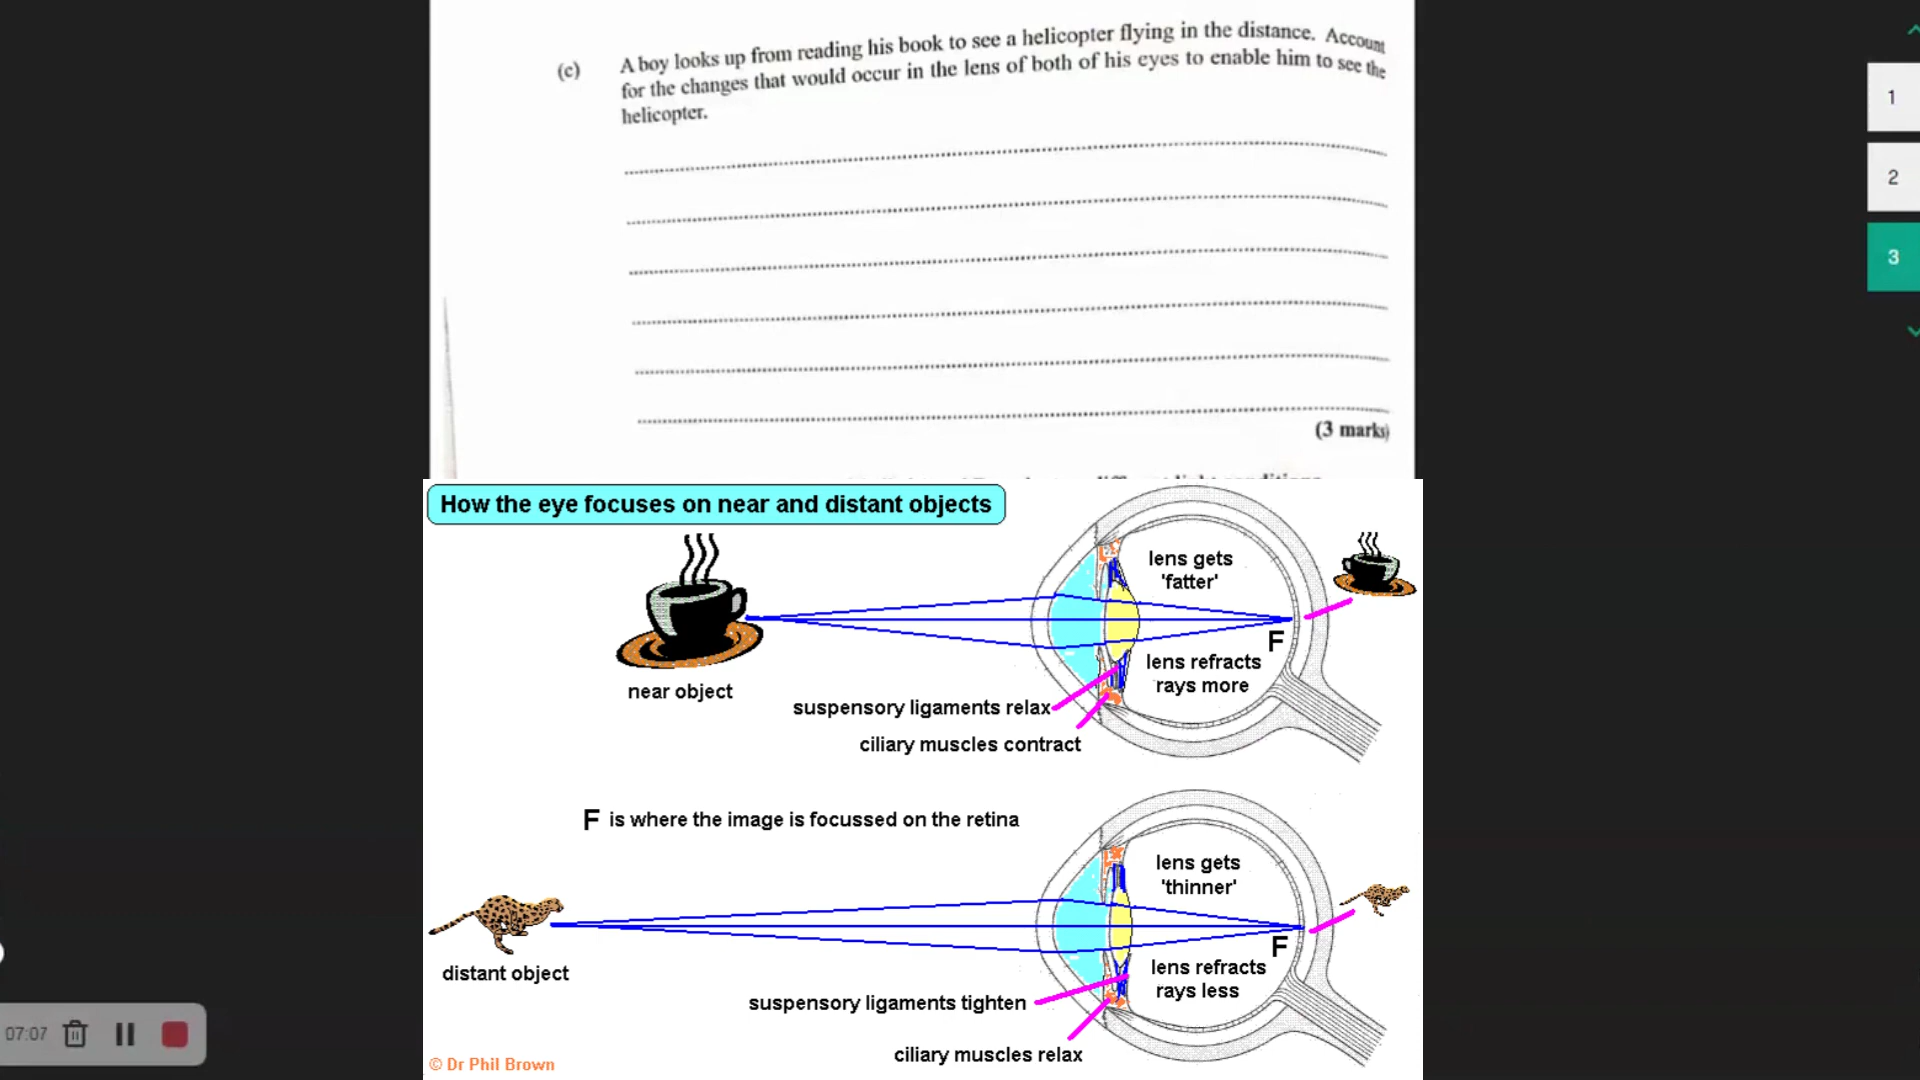 (c) A boy looks up from reading his book to see a helicopter flying in the distance. Account
for the changes that would occur in the lens of both of his eyes to enable him to see the
helicopter.
(3 marks)
1
2
3
How the eye focuses on near and distant objects
lens gets
'fatter'
F
lens refracts
rays more
near object
suspensory ligaments relax
ciliary muscles contract
F is where the image is focussed on the retina
lens gets
'thinner'
F
distant object
lens refracts
rays less
suspensory ligaments tighten
ciliary muscles relax
© Dr Phil Brown
07:07